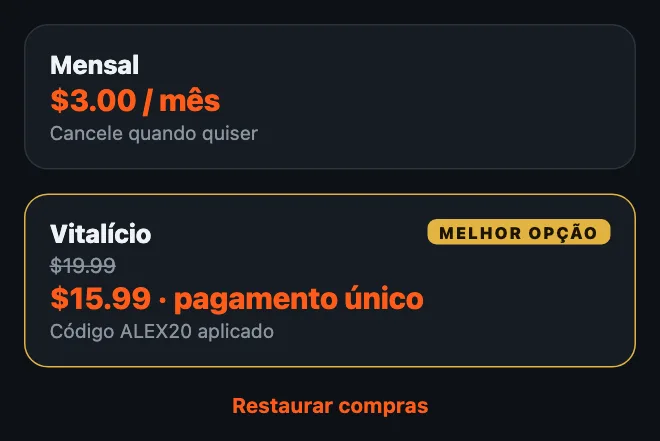 Mensal
$3.00 / mês
Cancele quando quiser
Vitalício
MELHOR OPÇÃO
$19.99
$15.99 · pagamento único
Código ALEX20 aplicado
Restaurar compras